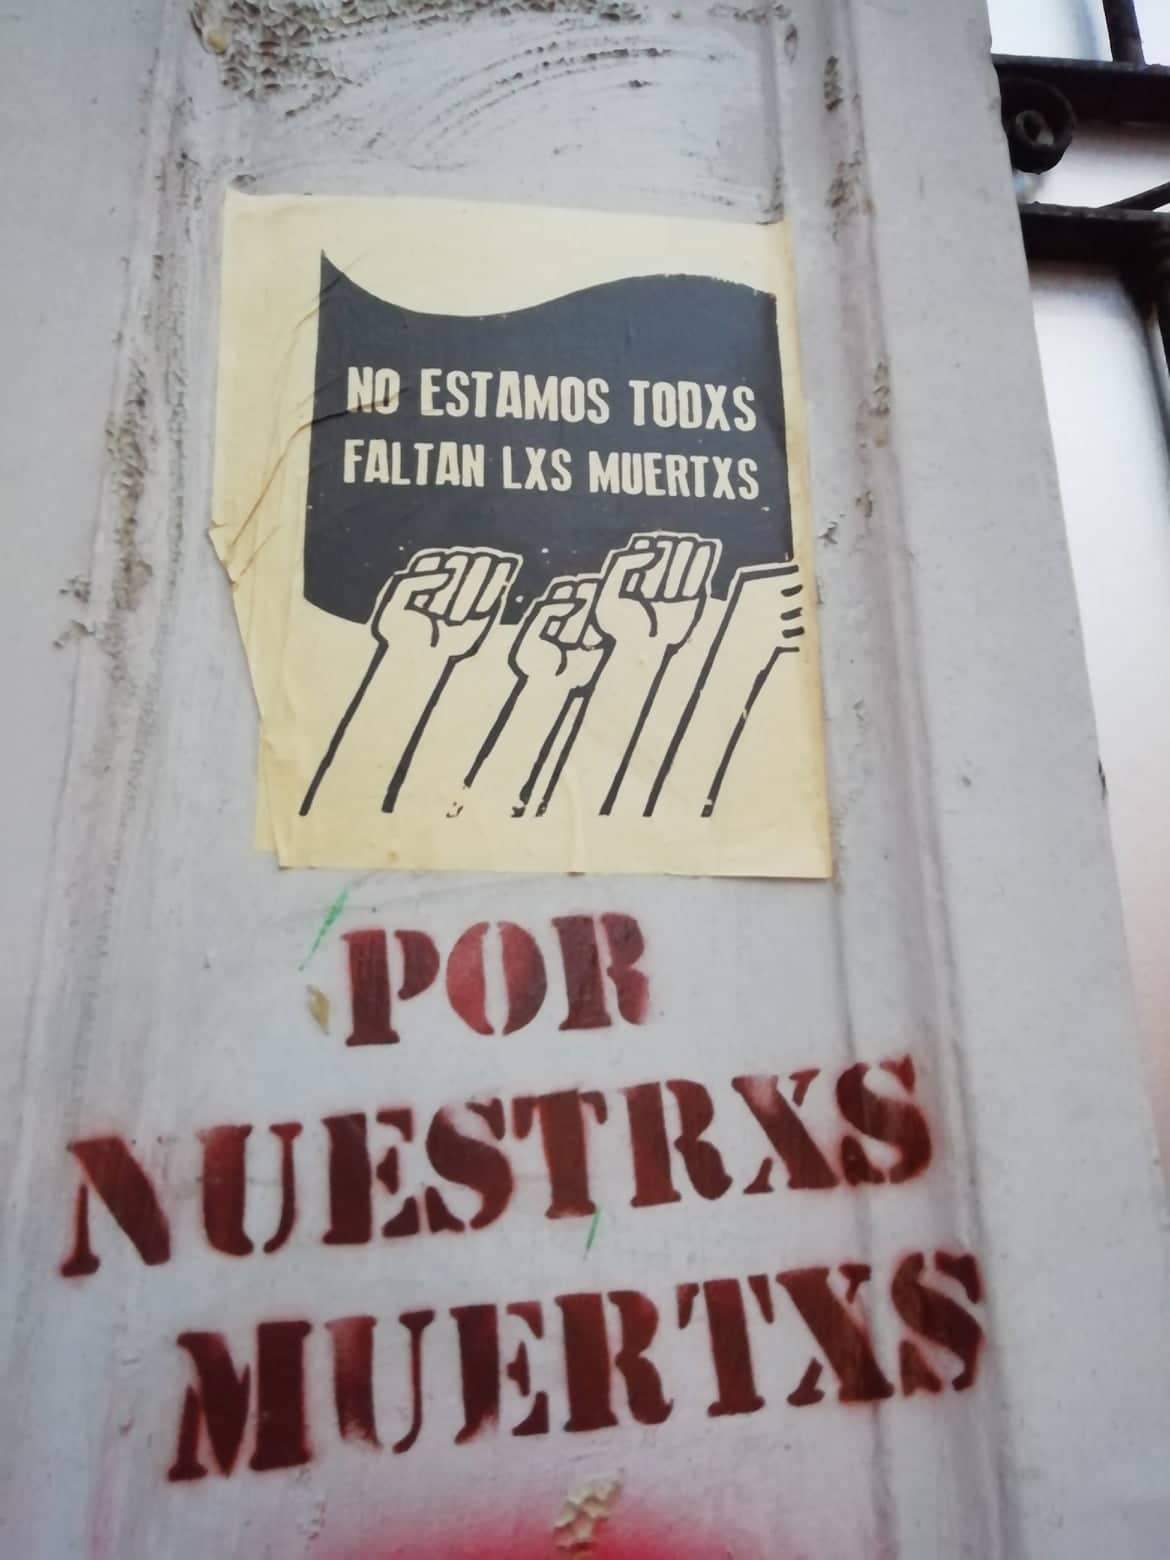 NO ESTAMOS TODXS
FALTAN LXS MUERTXS
POR
NUESTRXS
MUERTXS